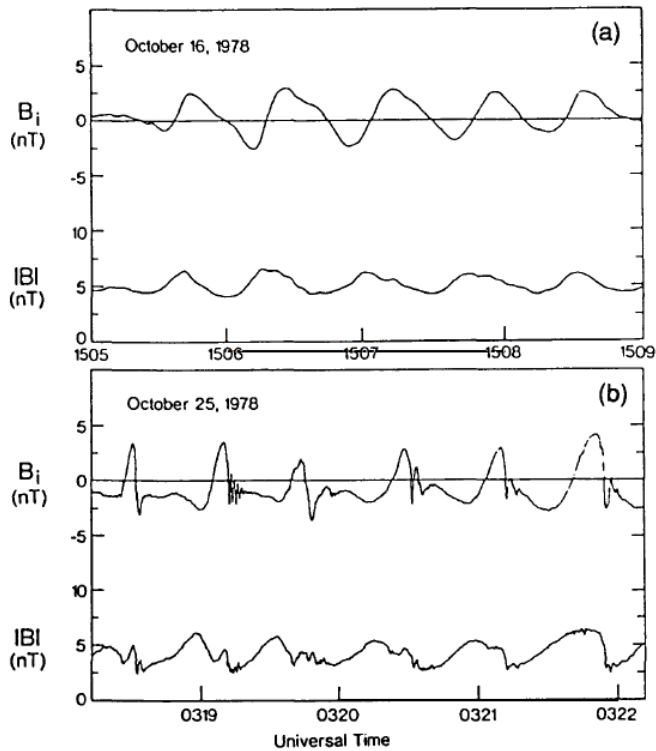 October 16, 1978
(a)
5
Bi
0
(nT)
-5
10
|B|
5
(nT)
0
1505
1506
1507
1508
1509
October 25, 1978
(b)
5
Bi
0
(nT)
-5
10
|B|
5
(nT)
0
0319
0320
0321
0322
Universal Time